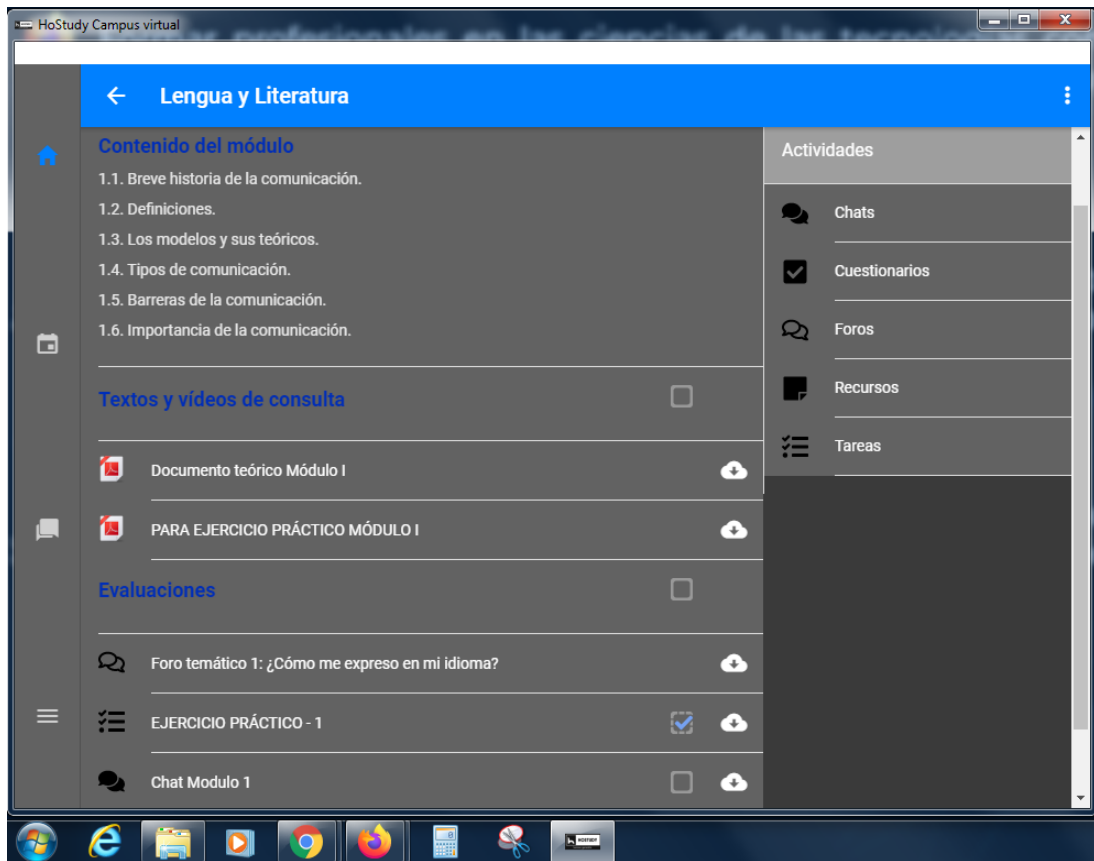 HoStudy Campus virtual
Lengua y Literatura
Contenido del módulo
1.1. Breve historia de la comunicación.
1.2. Definiciones.
1.3. Los modelos y sus teóricos.
1.4. Tipos de comunicación.
1.5. Barreras de la comunicación.
1.6. Importancia de la comunicación.
Textos y vídeos de consulta
Documento teórico Módulo I
PARA EJERCICIO PRÁCTICO MÓDULO I
Evaluaciones
Foro temático 1: ¿Cómo me expreso en mi idioma?
EJERCICIO PRÁCTICO - 1
Chat Modulo 1
Actividades
Chats
Cuestionarios
Foros
Recursos
Tareas